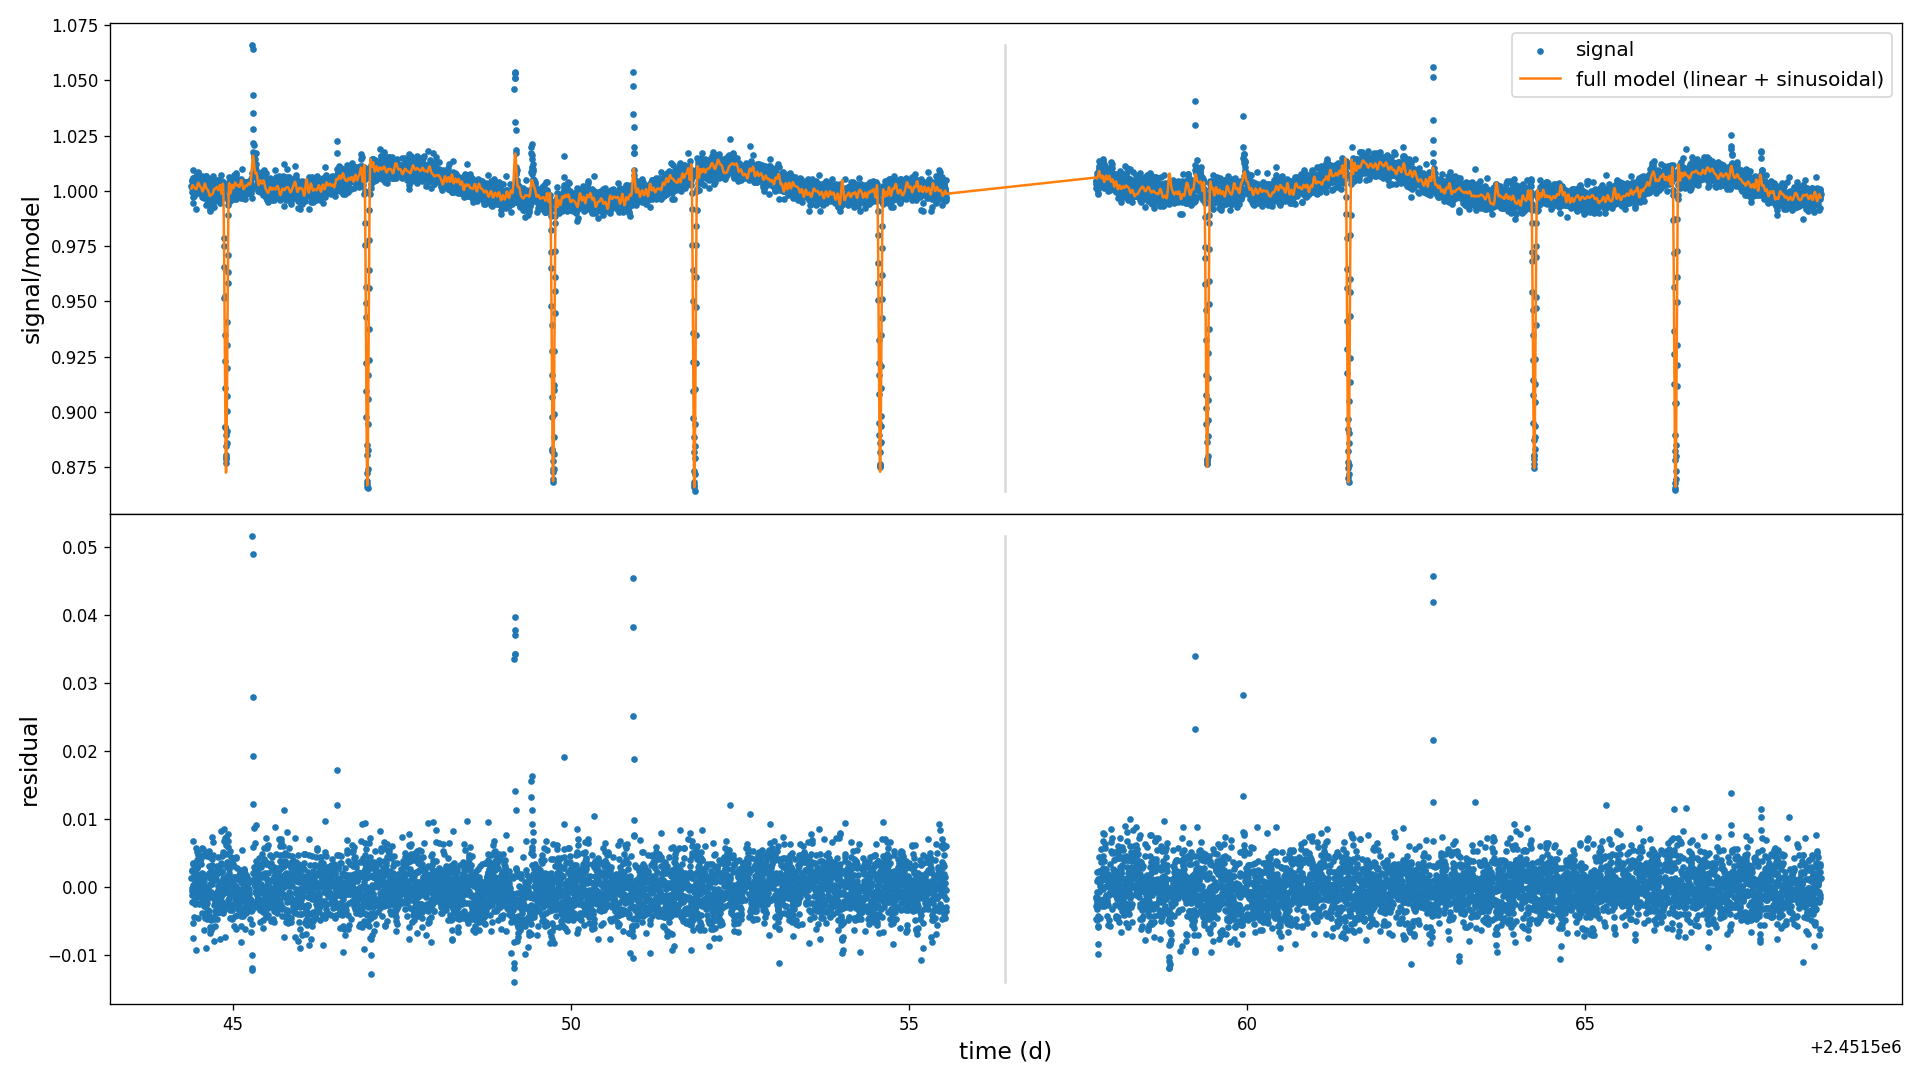 1.075
1.050
1.025
1.000
0.975
0.950
0.925
0.900
0.875
signal/model
signal
full model (linear + sinusoidal)
0.05
0.04
0.03
0.02
0.01
0.00
−0.01
residual
45 50 55 60 65
time (d)
+2.4515e6